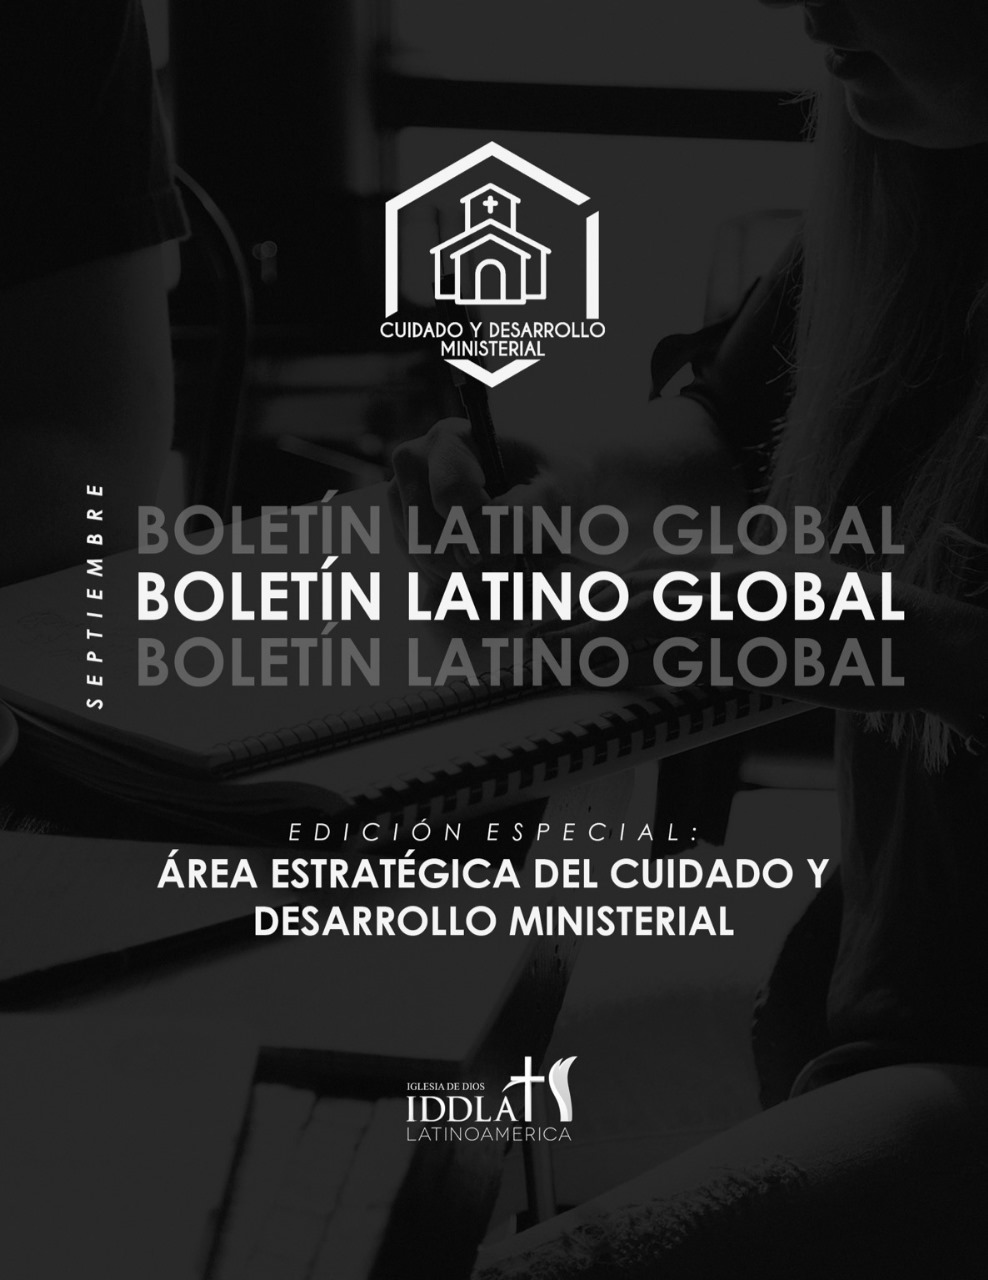 CUIDADO Y DESARROLLO
MINISTERIAL
SEPTIEMBRE
BOLETÍN LATINO GLOBAL
BOLETÍN LATINO GLOBAL
BOLETÍN LATINO GLOBAL
EDICIÓN ESPECIAL:
ÁREA ESTRATÉGICA DEL CUIDADO Y
DESARROLLO MINISTERIAL
IGLESIA DE DIOS
IDDLA
LATINOAMERICA